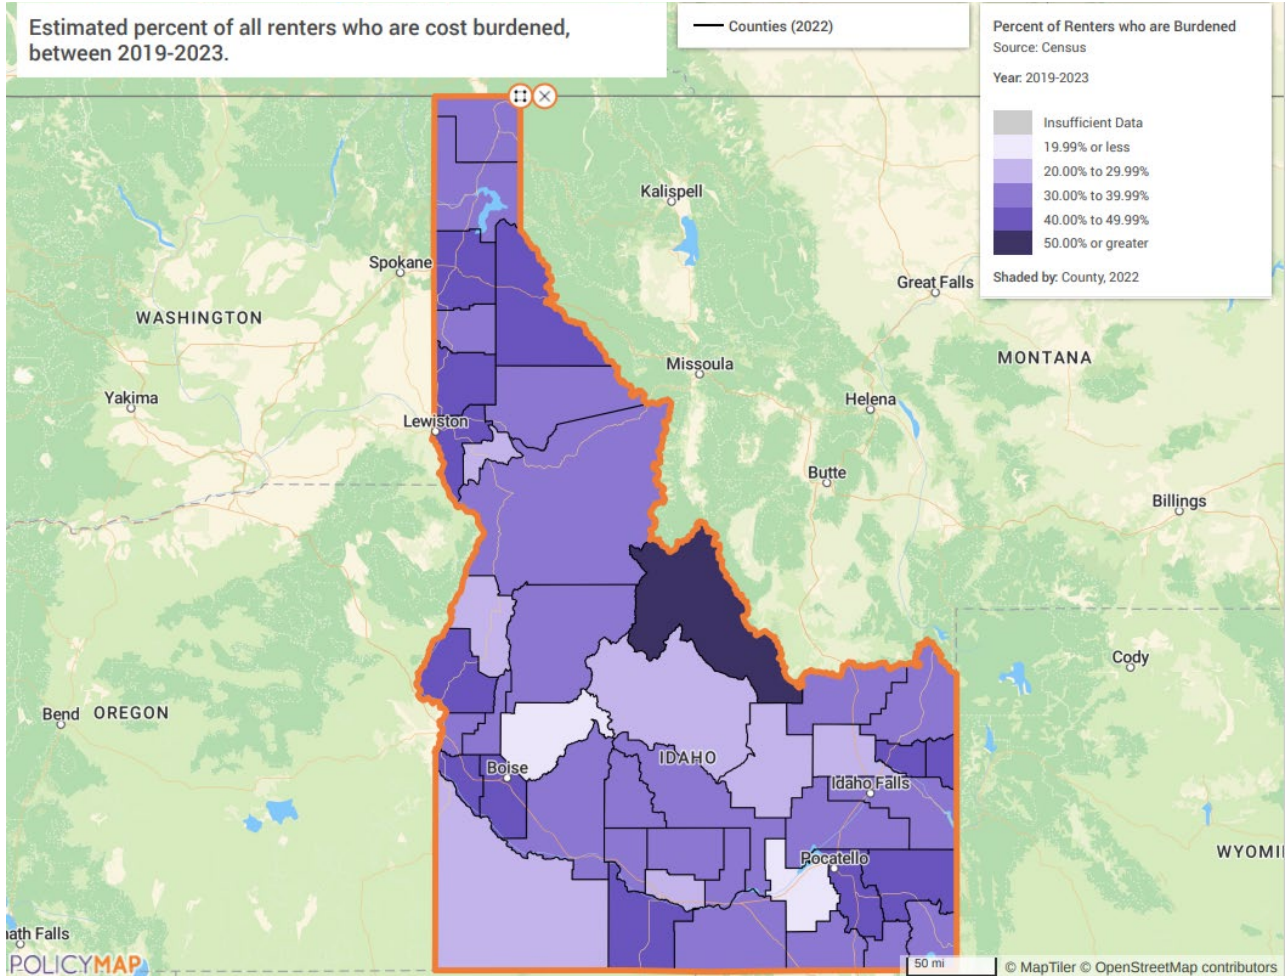 Estimated percent of all renters who are cost burdened,
between 2019-2023.
Counties (2022)
Percent of Renters who are Burdened
Source: Census
Year: 2019-2023
Insufficient Data
19.99% or less
20.00% to 29.99%
30.00% to 39.99%
40.00% to 49.99%
50.00% or greater
Shaded by: County, 2022
Kalispell
Spokane
Great Falls
WASHINGTON
MONTANA
Missoula
Yakima
Helena
Lewiston
Butte
Billings
Cody
Bend
OREGON
IDAHO
Boise
Idaho Falls
Pocatello
WYOMI
ath Falls
POLICYMAP
50 mi
© MapTiler © OpenStreetMap contributors